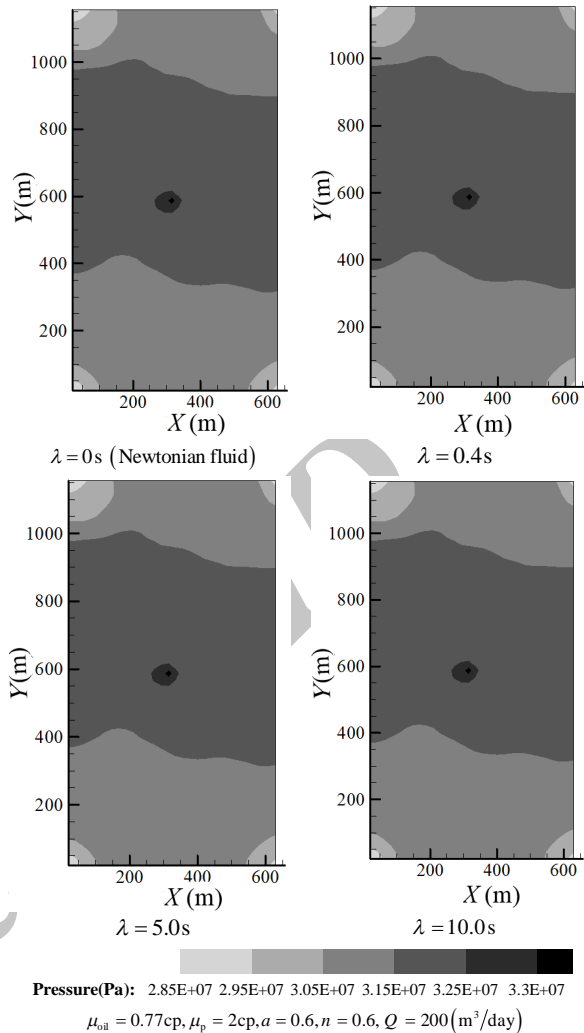 1000
800
600
400
200
Y(m)
200 400 600
X (m)
λ = 0s (Newtonian fluid)
1000
800
600
400
200
Y(m)
200 400 600
X (m)
λ = 0.4s
1000
800
600
400
200
Y(m)
200 400 600
X (m)
λ = 5.0s
1000
800
600
400
200
Y(m)
200 400 600
X (m)
λ = 10.0s
Pressure(Pa): 2.85E+07 2.95E+07 3.05E+07 3.15E+07 3.25E+07 3.3E+07
μoil = 0.77cp, μp = 2cp, a = 0.6, n = 0.6, Q = 200(m³/day)